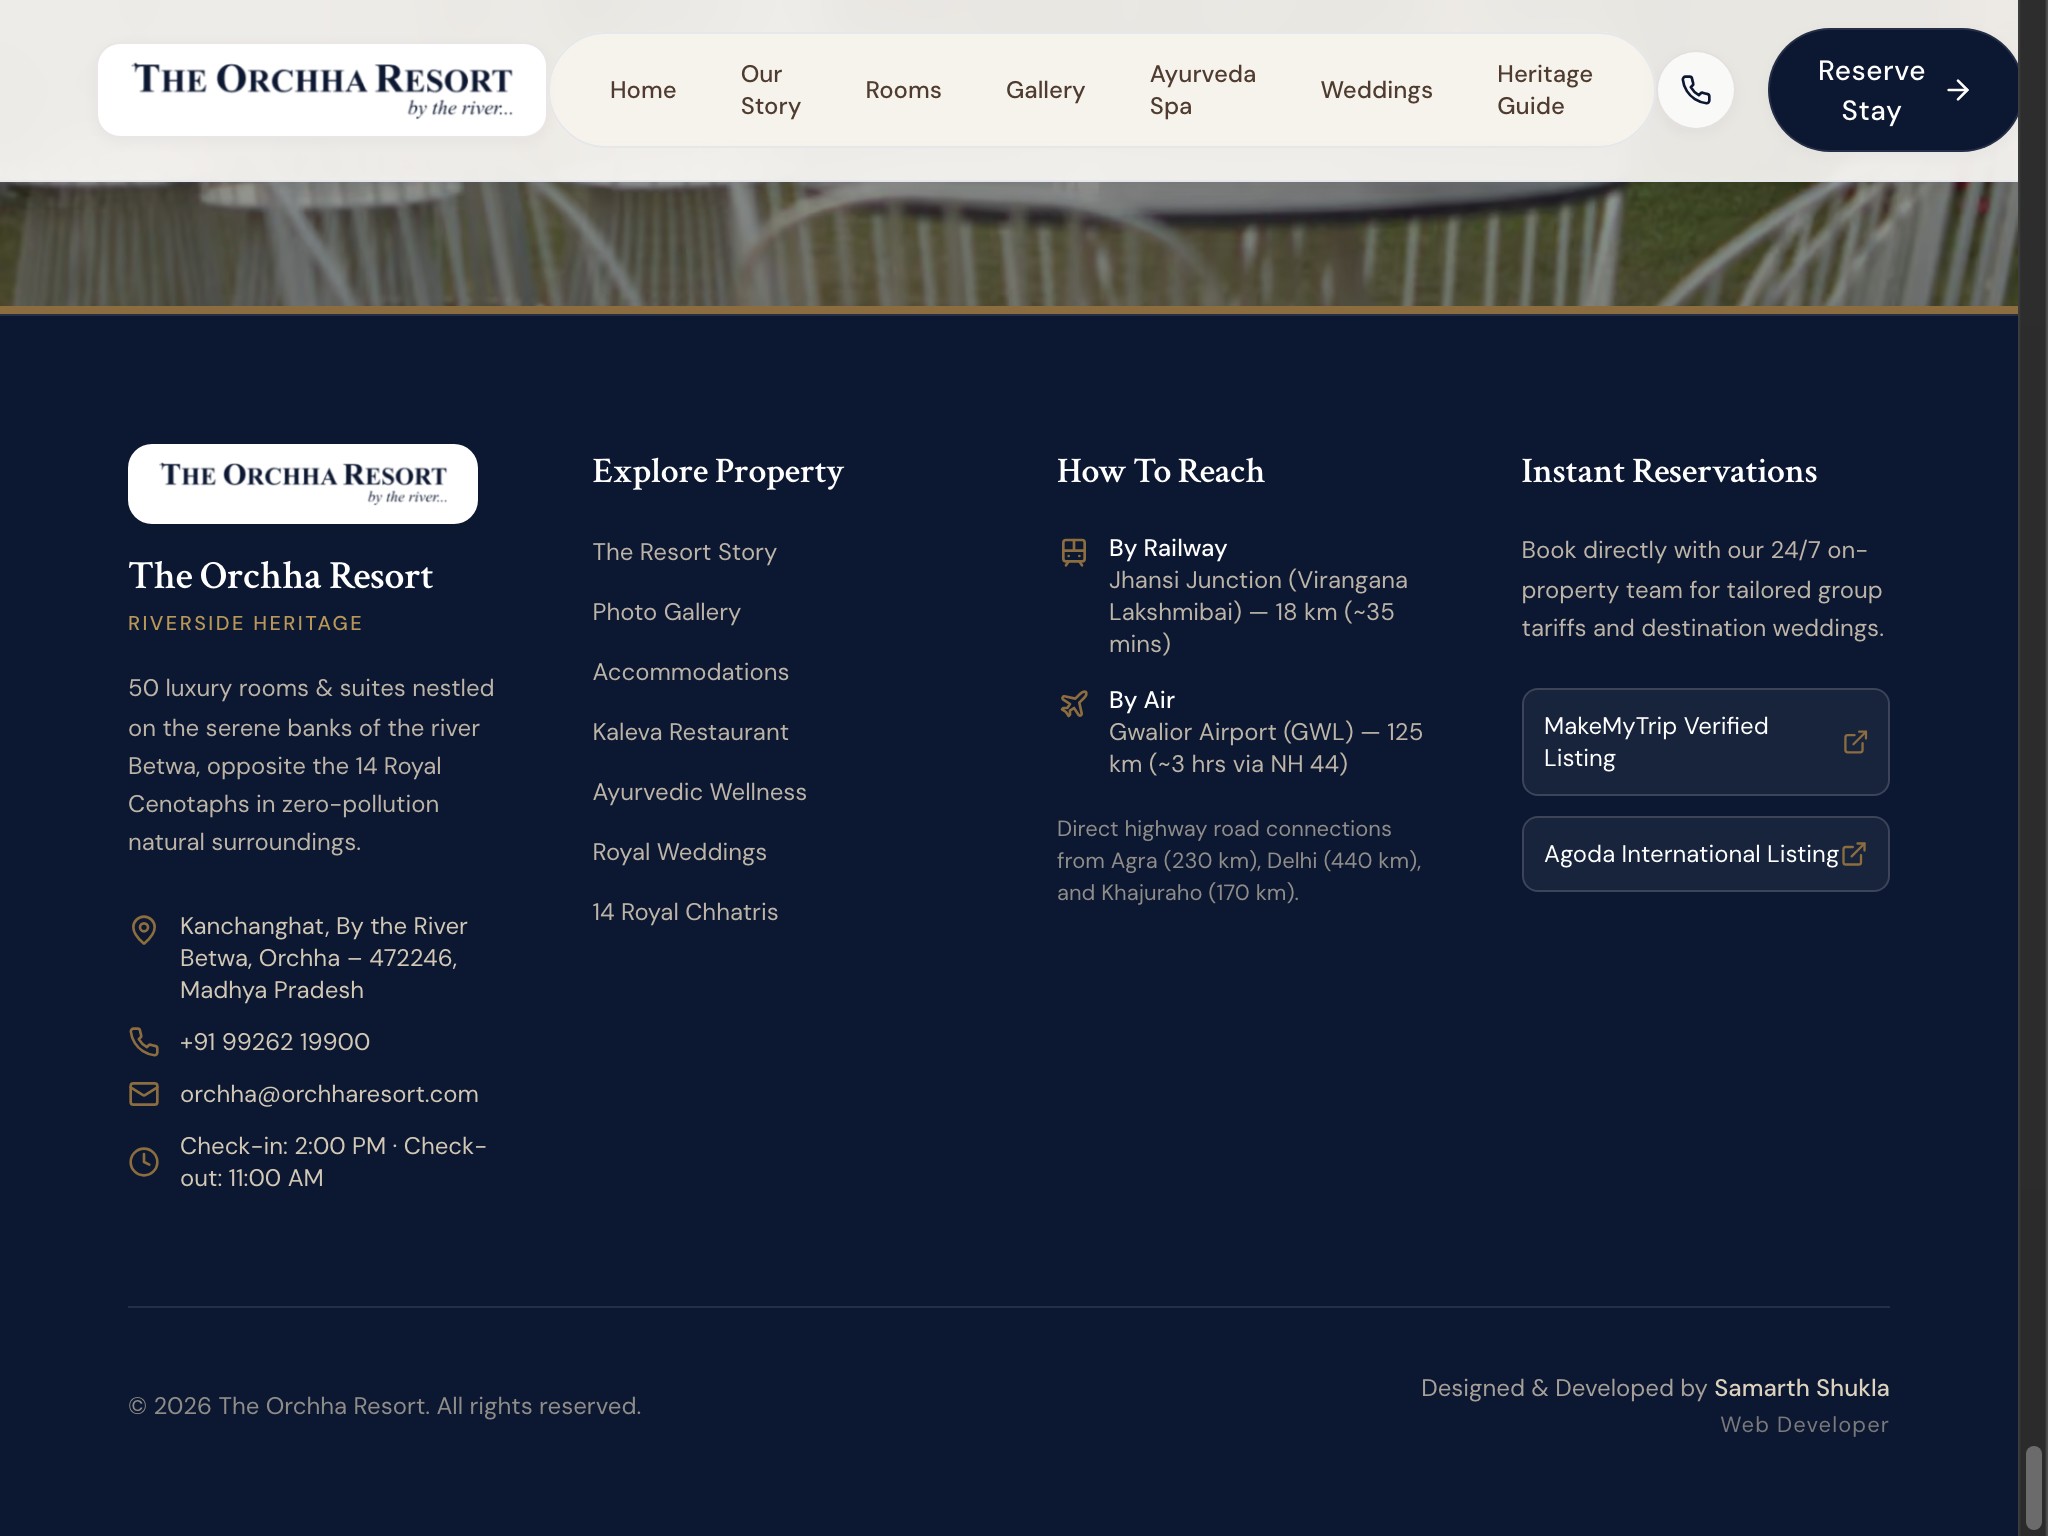 THE ORCHHA RESORT
by the river...
Home
Our
Story
Rooms
Gallery
Ayurveda
Spa
Weddings
Heritage
Guide
Reserve
Stay
THE ORCHHA RESORT
by the river...
The Orchha Resort
RIVERSIDE HERITAGE
50 luxury rooms & suites nestled
on the serene banks of the river
Betwa, opposite the 14 Royal
Cenotaphs in zero-pollution
natural surroundings.
Kanchanghat, By the River
Betwa, Orchha – 472246,
Madhya Pradesh
+91 99262 19900
orchha@orchharesort.com
Check-in: 2:00 PM · Check-
out: 11:00 AM
Explore Property
The Resort Story
Photo Gallery
Accommodations
Kaleva Restaurant
Ayurvedic Wellness
Royal Weddings
14 Royal Chhatris
How To Reach
By Railway
Jhansi Junction (Virangana
Lakshmibai) — 18 km (~35
mins)
By Air
Gwalior Airport (GWL) — 125
km (~3 hrs via NH 44)
Direct highway road connections
from Agra (230 km), Delhi (440 km),
and Khajuraho (170 km).
Instant Reservations
Book directly with our 24/7 on-
property team for tailored group
tariffs and destination weddings.
MakeMyTrip Verified
Listing
Agoda International Listing
© 2026 The Orchha Resort. All rights reserved.
Designed & Developed by Samarth Shukla
Web Developer